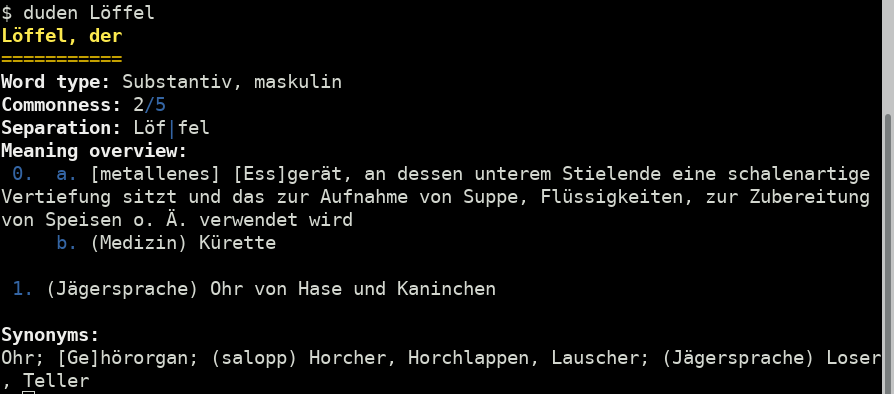 $ duden Löffel
Löffel, der
===========
Word type: Substantiv, maskulin
Commonness: 2/5
Separation: Löf|fel
Meaning overview:
 0.  a. [metallenes] [Ess]gerät, an dessen unterem Stielende eine schalenartige
Vertiefung sitzt und das zur Aufnahme von Suppe, Flüssigkeiten, zur Zubereitung
von Speisen o. Ä. verwendet wird
     b. (Medizin) Kürette

 1. (Jägersprache) Ohr von Hase und Kaninchen

Synonyms:
Ohr; [Ge]hörorgan; (salopp) Horcher, Horchlappen, Lauscher; (Jägersprache) Loser
, Teller